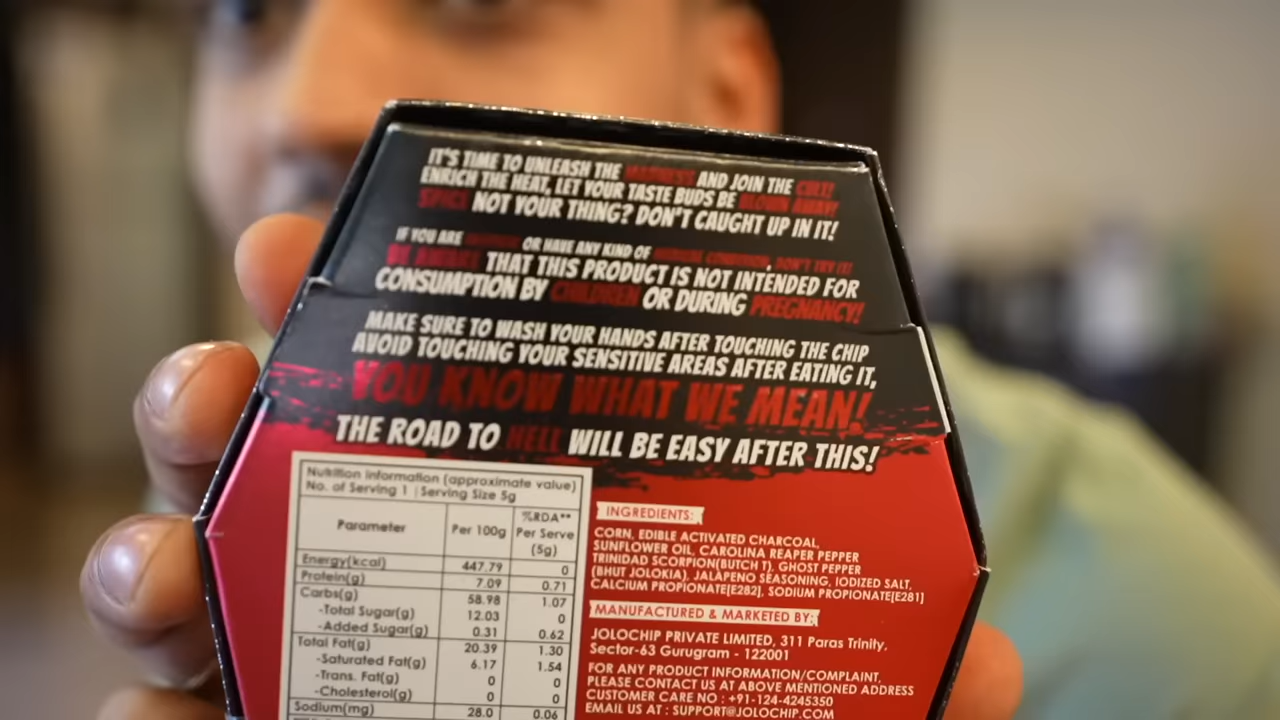 IT'S TIME TO UNLEASH THE MADNESS AND JOIN THE CULT!
ENRICH THE HEAT, LET YOUR TASTE BUDS BE BLOWN AWAY!
SPICE NOT YOUR THING? DON'T CAUGHT UP IN IT!
IF YOU ARE OR HAVE ANY KIND OF CONDITION, DON'T TRY IT!
BE AWARE THAT THIS PRODUCT IS NOT INTENDED FOR
CONSUMPTION BY CHILDREN OR DURING PREGNANCY!
MAKE SURE TO WASH YOUR HANDS AFTER TOUCHING THE CHIP
AVOID TOUCHING YOUR SENSITIVE AREAS AFTER EATING IT,
YOU KNOW WHAT WE MEAN!
THE ROAD TO HELL WILL BE EASY AFTER THIS!
Nutrition information (approximate value)
No. of Serving 1 | Serving Size 5g
Parameter Per 100g %RDA** Per Serve (5g)
Energy(kcal) 447.79 0
Protein(g) 7.09 0.71
Carbs(g) 58.98 1.07
-Total Sugar(g) 12.03 0
-Added Sugar(g) 0.31 0.62
Total Fat(g) 20.39 1.30
-Saturated Fat(g) 6.17 1.54
-Trans. Fat(g) 0 0
-Cholesterol(g) 0 0
Sodium(mg) 28.0 0.06
INGREDIENTS:
CORN, EDIBLE ACTIVATED CHARCOAL,
SUNFLOWER OIL, CAROLINA REAPER PEPPER
TRINIDAD SCORPION(BUTCH T), GHOST PEPPER
(BHUT JOLOKIA), JALAPENO SEASONING, IODIZED SALT,
CALCIUM PROPIONATE[E282], SODIUM PROPIONATE[E281]
MANUFACTURED & MARKETED BY:
JOLOCHIP PRIVATE LIMITED, 311 Paras Trinity,
Sector-63 Gurugram - 122001
FOR ANY PRODUCT INFORMATION/COMPLAINT,
PLEASE CONTACT US AT ABOVE MENTIONED ADDRESS
CUSTOMER CARE NO : +91-124-4245350
EMAIL US AT : SUPPORT@JOLOCHIP.COM